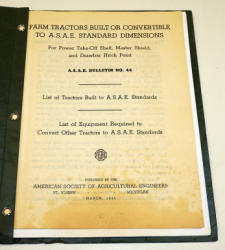 FARM TRACTORS BUILT OR CONVERTIBLE
TO A.S.A.E. STANDARD DIMENSIONS
For Power Take-Off Shaft, Master Shield,
and Drawbar Hitch Point
A.S.A.E. BULLETIN NO. 44
List of Tractors Built to A.S.A.E. Standards
List of Equipment Required to
Convert Other Tractors to A.S.A.E. Standards
PUBLISHED BY THE
AMERICAN SOCIETY OF AGRICULTURAL ENGINEERS
ST. JOSEPH MICHIGAN
MARCH,